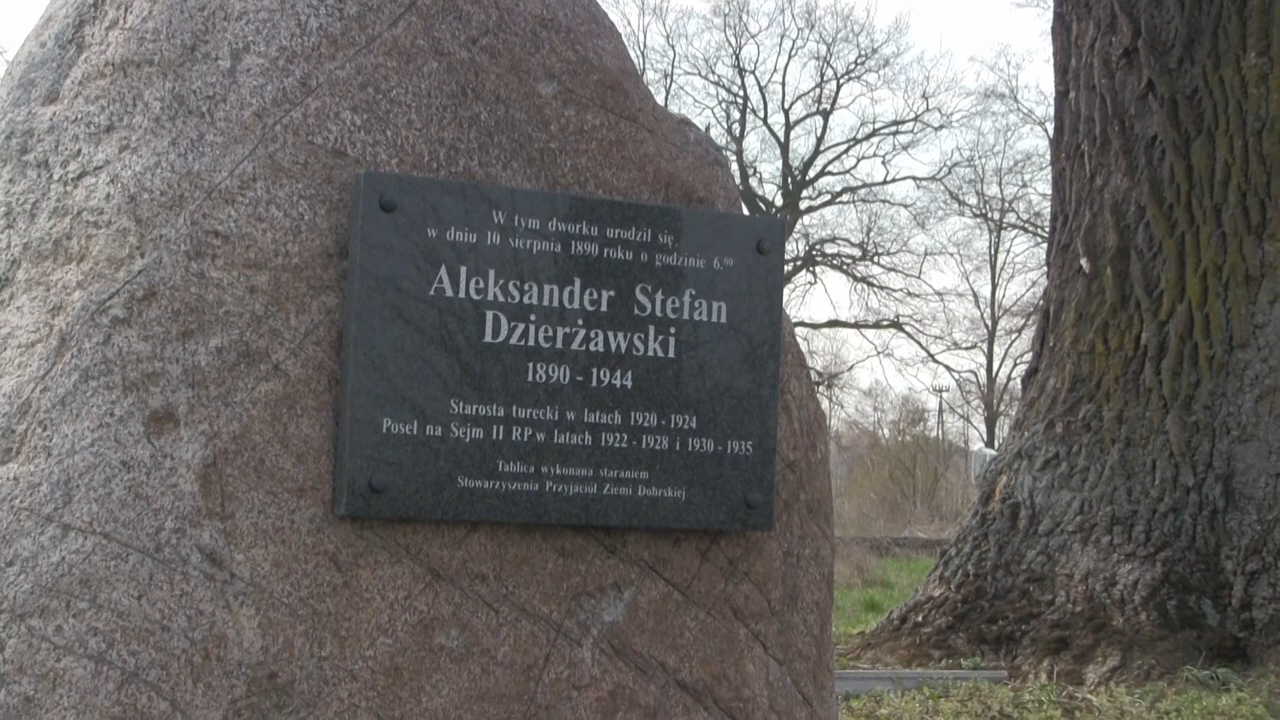 W tym dworku urodził się,
w dniu 10 sierpnia 1890 roku o godzinie 6.⁰⁰
Aleksander Stefan
Dzierżawski
1890 - 1944
Starosta turecki w latach 1920 - 1924
Poseł na Sejm II RP w latach 1922 - 1928 i 1930 - 1935
Tablica wykonana staraniem
Stowarzyszenia Przyjaciół Ziemi Dobrskiej